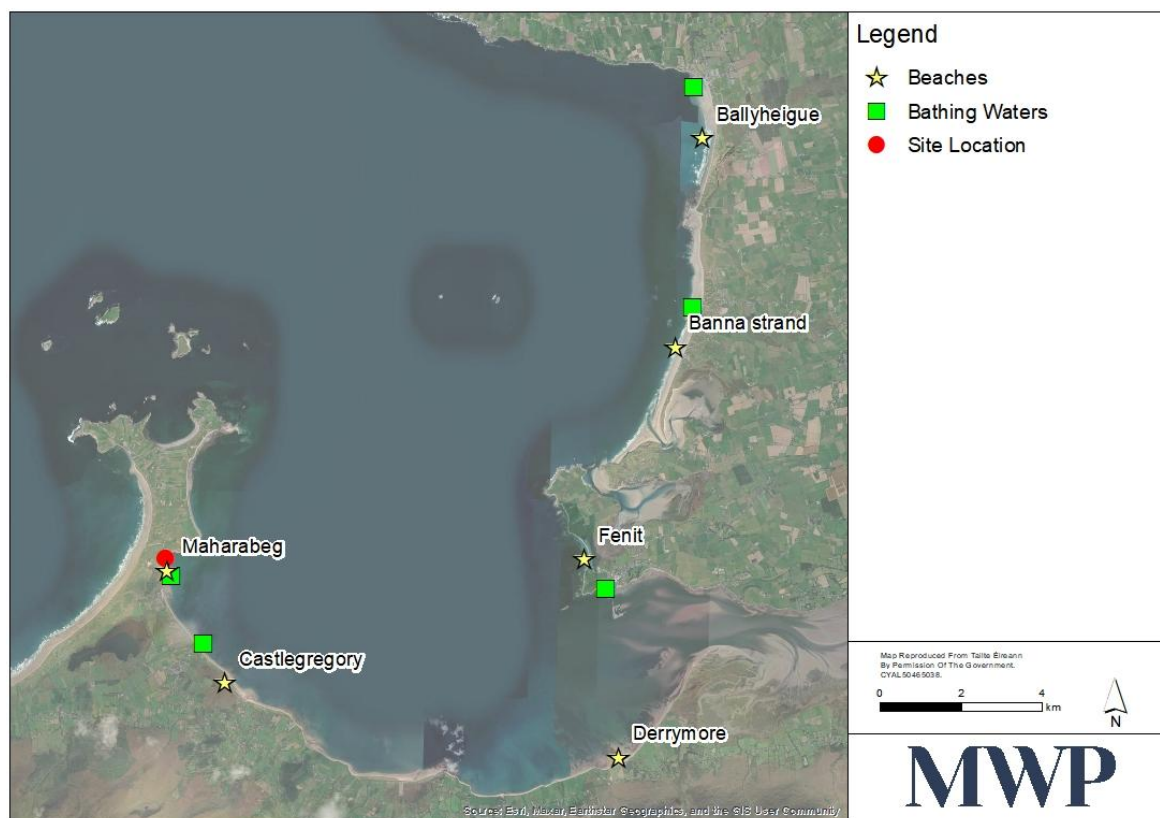 Legend
Beaches
Bathing Waters
Site Location
Ballyheigue
Banna strand
Fenit
Maharabeg
Castlegregory
Derrymore
Map Reproduced From Tailte Éireann
By Permission Of The Government.
CYAL50465038.
0 2 4
km
N
MWP
Source: Esri, Maxar, Earthstar Geographics, and the GIS User Community